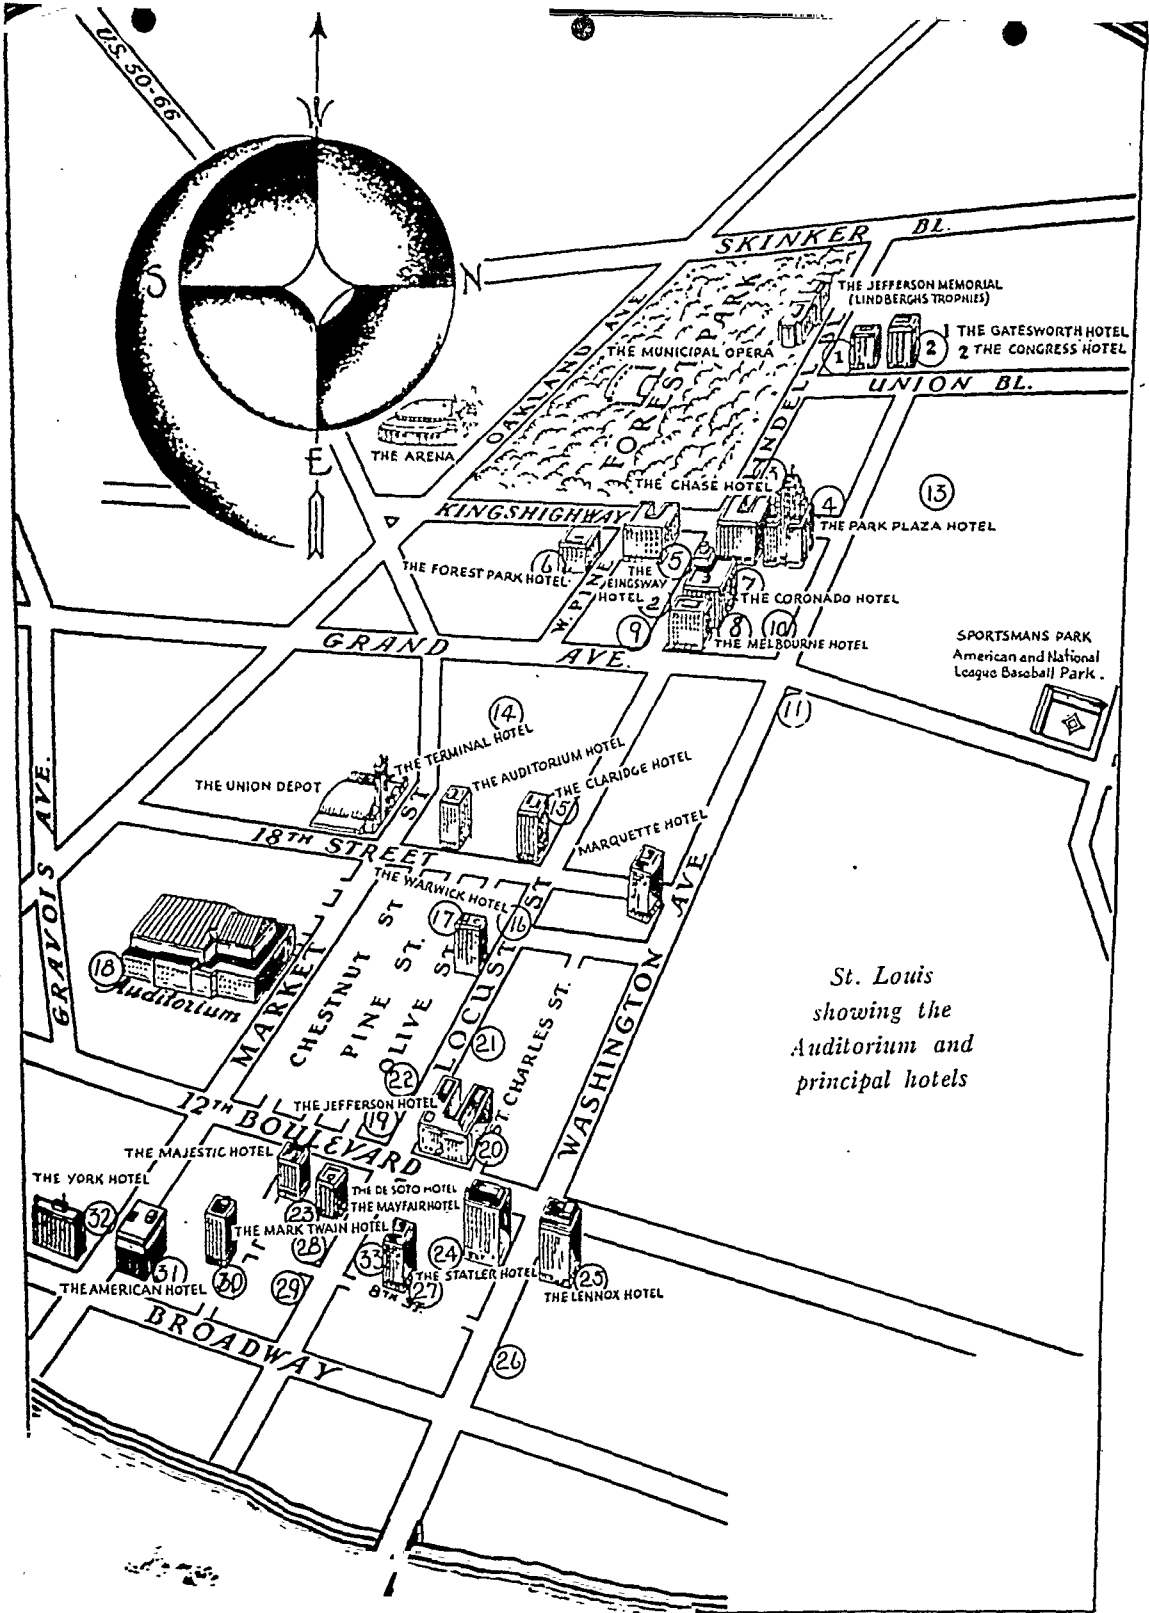 U.S. 50-66
W
S
N
E
SKINKER BL.
THE JEFFERSON MEMORIAL
(LINDBERGHS TROPHIES)
1 THE GATESWORTH HOTEL
2 THE CONGRESS HOTEL
1
2
UNION BL.
OAKLAND AVE
THE MUNICIPAL OPERA
FOREST PARK
LINDELL BL
THE ARENA
THE CHASE HOTEL
3
4
13
KINGSHIGHWAY
THE PARK PLAZA HOTEL
6
THE FOREST PARK HOTEL
W. PINE
THE
KINGSWAY
HOTEL
5
2
7
THE CORONADO HOTEL
9
8
10
THE MELBOURNE HOTEL
GRAND AVE.
SPORTSMANS PARK
American and National
League Baseball Park.
11
14
THE TERMINAL HOTEL
THE UNION DEPOT
THE AUDITORIUM HOTEL
THE CLARIDGE HOTEL
15
MARQUETTE HOTEL
18TH STREET
GRAVOIS AVE.
THE WARWICK HOTEL
17
16
18
Auditorium
MARKET ST
CHESTNUT ST
PINE ST.
OLIVE ST
LOCUST ST
ST. CHARLES ST.
WASHINGTON AVE
St. Louis
showing the
Auditorium and
principal hotels
21
22
THE JEFFERSON HOTEL
19
20
12TH BOULEVARD
THE MAJESTIC HOTEL
THE YORK HOTEL
THE DE SOTO HOTEL
THE MAYFAIR HOTEL
32
23
THE MARK TWAIN HOTEL
28
33
24
THE STATLER HOTEL
31
THE AMERICAN HOTEL
30
29
27
8TH ST.
25
THE LENNOX HOTEL
BROADWAY
26